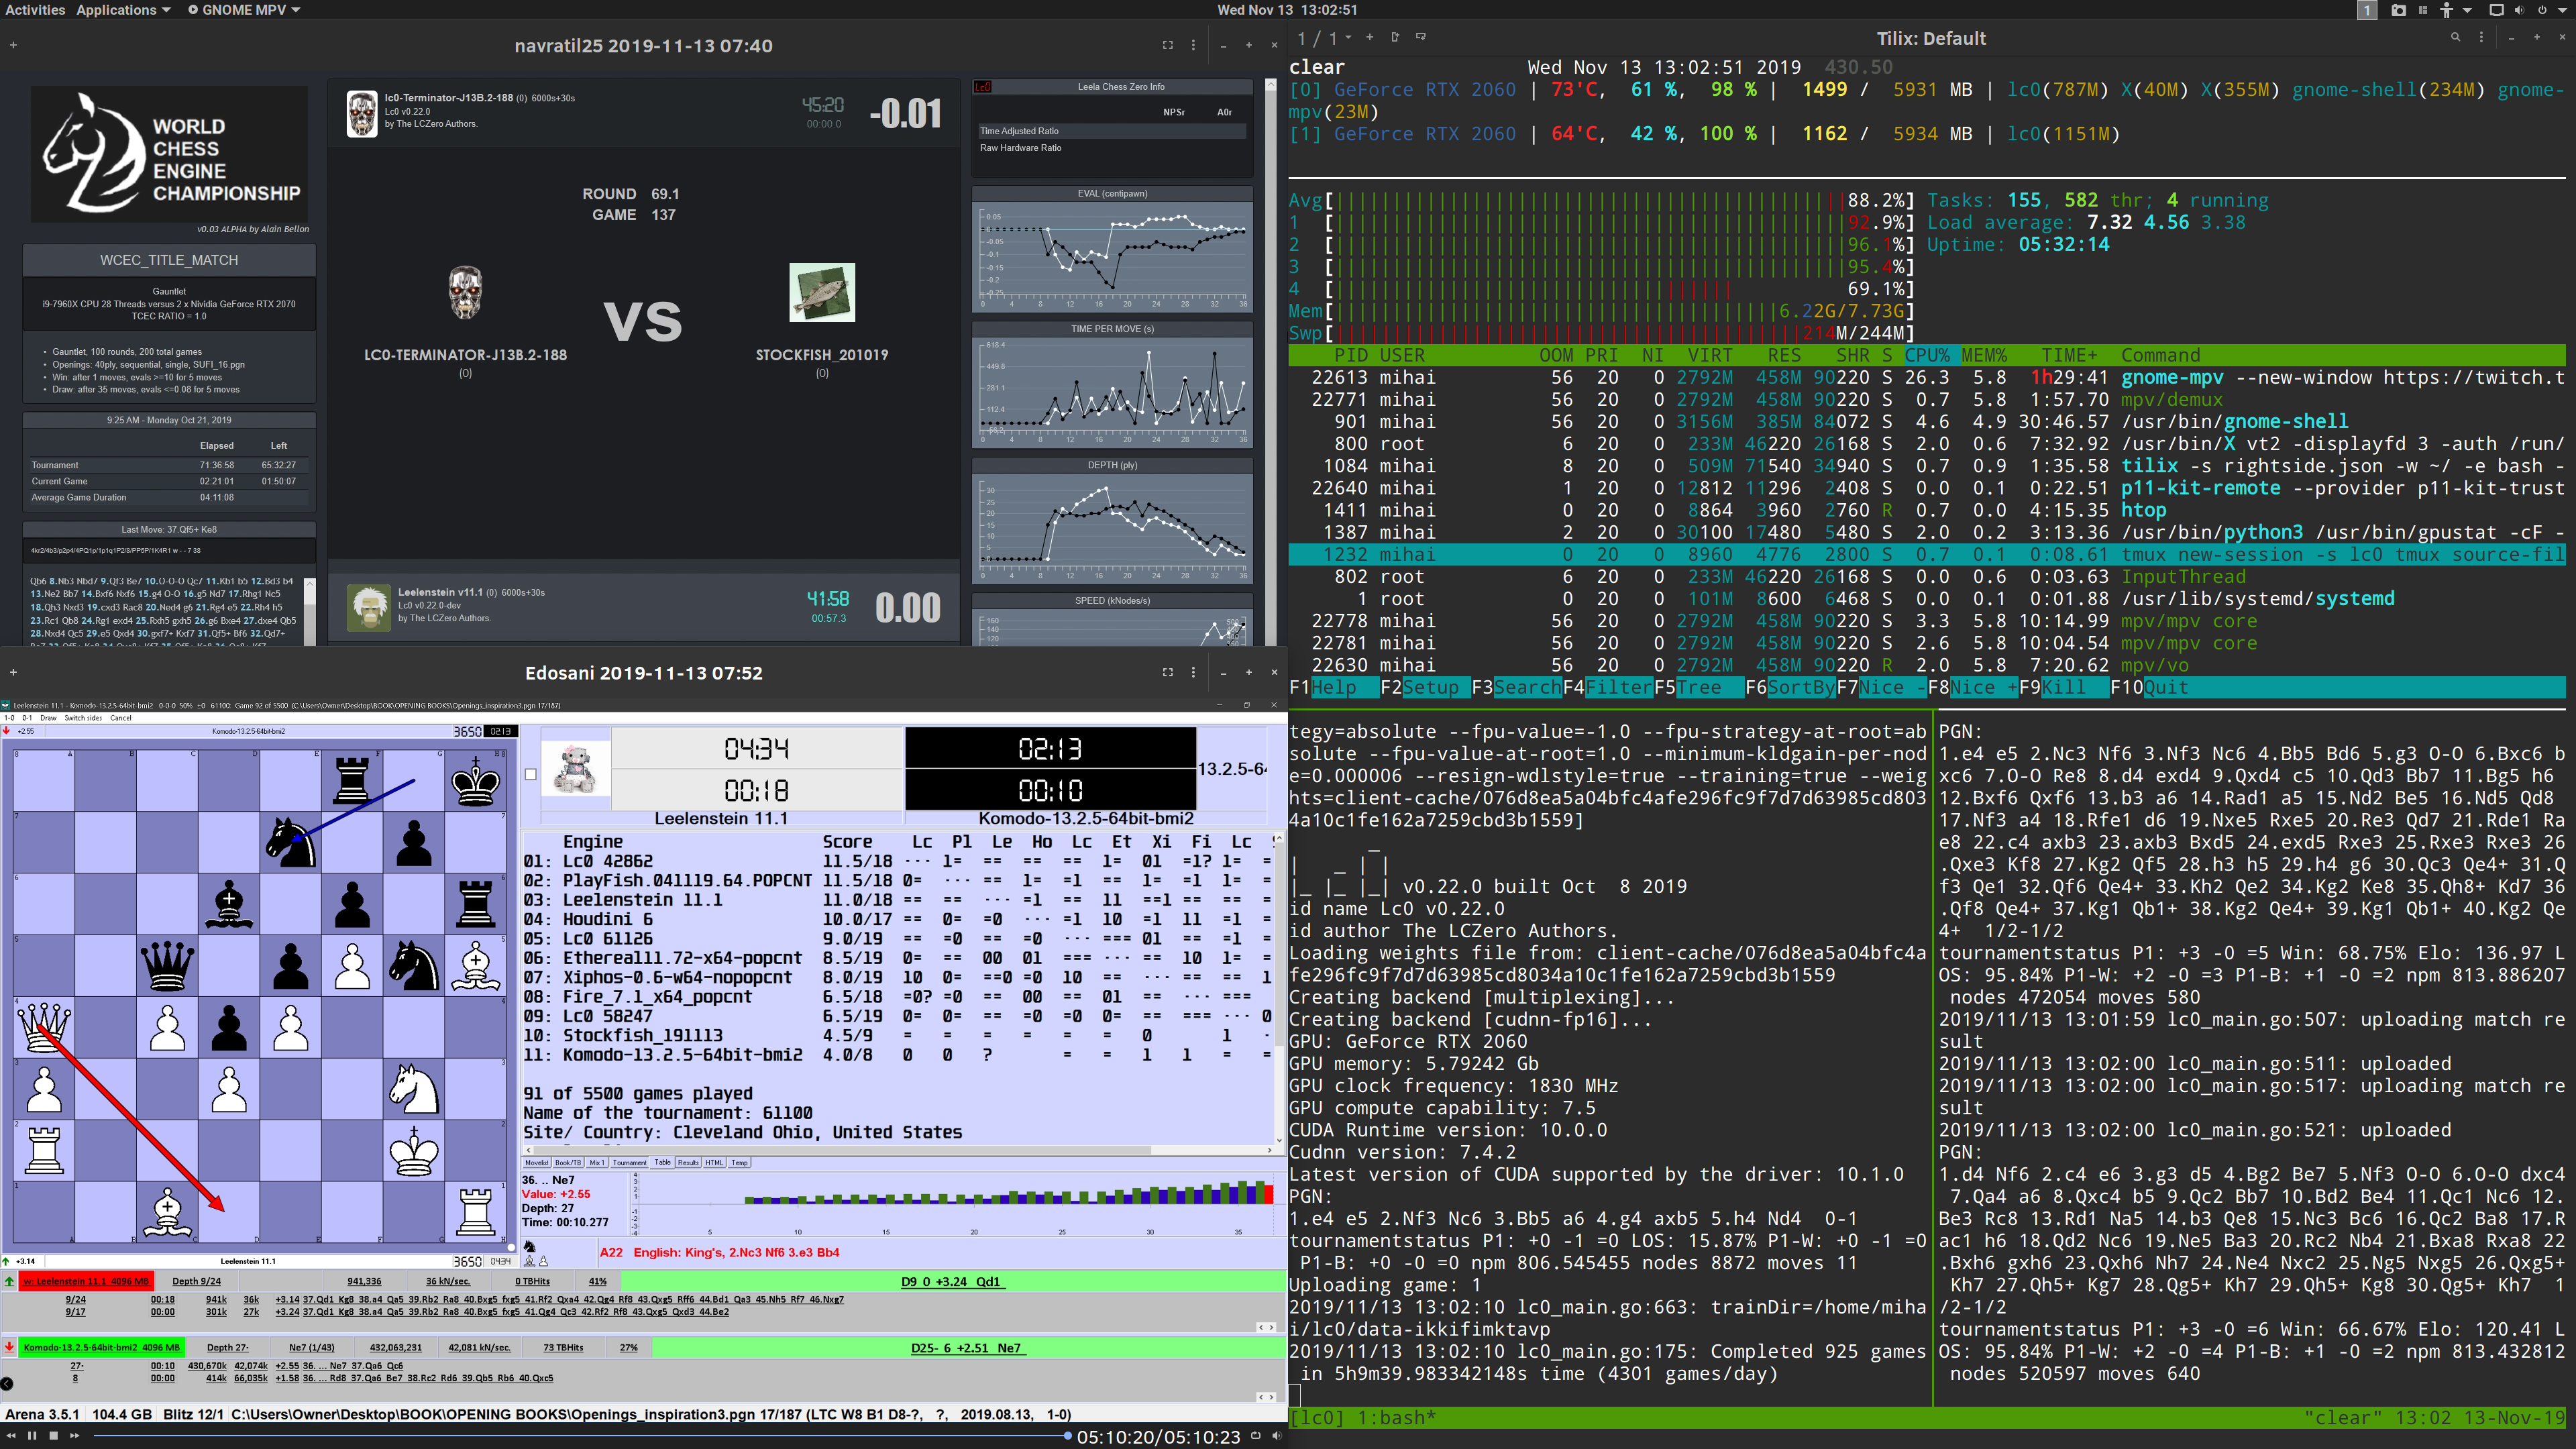 Activities Applications GNOME MPV Wed Nov 13 13:02:51 1
navratil25 2019-11-13 07:40
WORLD
CHESS
ENGINE
CHAMPIONSHIP
v0.03 ALPHA by Alain Bellon
WCEC_TITLE_MATCH
Gauntlet
i9-7960X CPU 28 Threads versus 2 x Nvidia GeForce RTX 2070
TCEC RATIO = 1.0
• Gauntlet, 100 rounds, 200 total games
• Openings: 40ply, sequential, single, SUFI_16.pgn
• Win: after 1 moves, evals >=10 for 5 moves
• Draw: after 35 moves, evals <=0.08 for 5 moves
9:25 AM - Monday Oct 21, 2019
Elapsed Left
Tournament 71:36:58 65:32:27
Current Game 02:21:01 01:50:07
Average Game Duration 04:11:08
Last Move: 37.Qf5+ Ke8
4kr2/4b3/p2p4/4PQ1p/1p1q1P2/8/PP5P/1K4R1 w - - 7 38
Qb6 8.Nb3 Nbd7 9.Qf3 Be7 10.O-O-O Qc7 11.Kb1 b5 12.Bd3 b4
13.Ne2 Bb7 14.Bxf6 Nxf6 15.g4 O-O 16.g5 Nd7 17.Rhg1 Nc5
18.Qh3 Nxd3 19.cxd3 Rac8 20.Ned4 g6 21.Rg4 e5 22.Rh4 h5
23.Rc1 Qb8 24.Rg1 exd4 25.Rxh5 gxh5 26.g6 Bxe4 27.dxe4 Qb5
28.Nxd4 Qc5 29.e5 Qxd4 30.gxf7+ Kxf7 31.Qf5+ Bf6 32.Qd7+
lc0-Terminator-J13B.2-188 (0) 6000s+30s
Lc0 v0.22.0
by The LCZero Authors.
45:20
00:00.0
-0.01
ROUND 69.1
GAME 137
VS
LC0-TERMINATOR-J13B.2-188
(0)
STOCKFISH_201019
(0)
Leelenstein v11.1 (0) 6000s+30s
Lc0 v0.22.0-dev
by The LCZero Authors.
41:58
00:57.3
0.00
Lc0 Leela Chess Zero Info
NPSr A0r
Time Adjusted Ratio
Raw Hardware Ratio
EVAL (centipawn)
TIME PER MOVE (s)
DEPTH (ply)
SPEED (kNodes/s)
1 / 1 Tilix: Default
clear Wed Nov 13 13:02:51 2019 430.50
[0] GeForce RTX 2060 | 73'C, 61 %, 98 % | 1499 / 5931 MB | lc0(787M) X(40M) X(355M) gnome-shell(234M) gnome-
mpv(23M)
[1] GeForce RTX 2060 | 64'C, 42 %, 100 % | 1162 / 5934 MB | lc0(1151M)
Avg[ 88.2%] Tasks: 155, 582 thr; 4 running
1 [ 92.9%] Load average: 7.32 4.56 3.38
2 [ 96.1%] Uptime: 05:32:14
3 [ 95.4%]
4 [ 69.1%]
Mem[ 6.22G/7.73G]
Swp[ 214M/244M]
PID USER OOM PRI NI VIRT RES SHR S CPU% MEM% TIME+ Command
22613 mihai 56 20 0 2792M 458M 90220 S 26.3 5.8 1h29:41 gnome-mpv --new-window https://twitch.t
22771 mihai 56 20 0 2792M 458M 90220 S 0.7 5.8 1:57.70 mpv/demux
901 mihai 56 20 0 3156M 385M 84072 S 4.6 4.9 30:46.57 /usr/bin/gnome-shell
800 root 6 20 0 233M 46220 26168 S 2.0 0.6 7:32.92 /usr/bin/X vt2 -displayfd 3 -auth /run/
1084 mihai 8 20 0 509M 71540 34940 S 0.7 0.9 1:35.58 tilix -s rightside.json -w ~/ -e bash -
22640 mihai 1 20 0 12812 11296 2408 S 0.0 0.1 0:22.51 p11-kit-remote --provider p11-kit-trust
1411 mihai 0 20 0 8864 3960 2760 R 0.7 0.0 4:15.35 htop
1387 mihai 2 20 0 30100 17480 5480 S 2.0 0.2 3:13.36 /usr/bin/python3 /usr/bin/gpustat -cF -
1232 mihai 0 20 0 8960 4776 2800 S 0.7 0.1 0:08.61 tmux new-session -s lc0 tmux source-fil
802 root 6 20 0 233M 46220 26168 S 0.0 0.6 0:03.63 InputThread
1 root 0 20 0 101M 8600 6468 S 0.0 0.1 0:01.88 /usr/lib/systemd/systemd
22778 mihai 56 20 0 2792M 458M 90220 S 3.3 5.8 10:14.99 mpv/mpv core
22781 mihai 56 20 0 2792M 458M 90220 S 2.6 5.8 10:04.54 mpv/mpv core
22630 mihai 56 20 0 2792M 458M 90220 R 2.0 5.8 7:20.62 mpv/vo
F1Help F2Setup F3SearchF4FilterF5Tree F6SortByF7Nice -F8Nice +F9Kill F10Quit
Edosani 2019-11-13 07:52
Leelenstein 11.1 - Komodo-13.2.5-64bit-bmi2 0-0-0 50% ±0 61100: Game 92 of 5500 (C:\Users\Owner\Desktop\BOOK\OPENING BOOKS\Openings_inspiration3.pgn 17/187)
1-0 0-1 Draw Switch sides Cancel
+2.55 Komodo-13.2.5-64bit-bmi2 3650 02:13
04:34 02:13 13.2.5-64
00:18 00:10
Leelenstein 11.1 Komodo-13.2.5-64bit-bmi2
Engine Score Lc Pl Le Ho Lc Et Xi Fi Lc
01: Lc0 42862 11.5/18 --- 1= == == == 1= 01 =1? 1= =
02: PlayFish.041119.64.POPCNT 11.5/18 0= --- == 1= =1 == 1= =1 1= =
03: Leelenstein 11.1 11.0/18 == == --- =1 == 11 ==1 == == =
04: Houdini 6 10.0/17 == 0= =0 --- =1 10 =1 11 =1 =
05: Lc0 61126 9.0/19 == =0 == =0 --- === 01 == =1 =
06: Ethereal11.72-x64-popcnt 8.5/19 0= == 00 01 === --- == 10 1= =
07: Xiphos-0.6-w64-nopopcnt 8.0/19 10 0= ==0 =0 10 == --- == == 1
08: Fire_7.1_x64_popcnt 6.5/18 =0? =0 == 00 == 01 == --- ===
09: Lc0 58247 6.5/19 0= 0= == =0 =0 0= == === --- 0
10: Stockfish_191113 4.5/9 = = = = = = 0 1 -
11: Komodo-13.2.5-64bit-bmi2 4.0/8 0 0 ? = = 1 1 = =
91 of 5500 games played
Name of the tournament: 61100
Site/ Country: Cleveland Ohio, United States
Movelist Book/TB Mix 1 Tournament Table Results HTML Temp
36. .. Ne7
Value: +2.55
Depth: 27
Time: 00:10.277
A22 English: King's, 2.Nc3 Nf6 3.e3 Bb4
+3.14 Leelenstein 11.1 3650 04:34
w: Leelenstein 11.1 4096 MB Depth 9/24 941,336 36 kN/sec. 0 TBHits 41% D9 0 +3.24 Qd1
9/24 00:18 941k 36k +3.14 37.Qd1 Kg8 38.a4 Qa5 39.Rb2 Ra8 40.Bxg5 fxg5 41.Rf2 Qxa4 42.Qg4 Rf8 43.Qxg5 Rff6 44.Bd1 Qa3 45.Nh5 Rf7 46.Nxg7
9/17 00:00 301k 27k +3.24 37.Qd1 Kg8 38.a4 Qa5 39.Rb2 Ra8 40.Bxg5 fxg5 41.Qg4 Qc3 42.Rf2 Rf8 43.Qxg5 Qxd3 44.Be2
Komodo-13.2.5-64bit-bmi2 4096 MB Depth 27- Ne7 (1/43) 432,063,231 42,081 kN/sec. 73 TBHits 27% D25- 6 +2.51 Ne7
27- 00:10 430,670k 42,074k +2.55 36. ... Ne7 37.Qa6 Qc6
8 00:00 414k 66,035k +1.58 36. ... Rd8 37.Qa6 Be7 38.Rc2 Rd6 39.Qb5 Rb6 40.Qxc5
Arena 3.5.1 104.4 GB Blitz 12/1 C:\Users\Owner\Desktop\BOOK\OPENING BOOKS\Openings_inspiration3.pgn 17/187 (LTC W8 B1 D8-?, ?, 2019.08.13, 1-0)
05:10:20/05:10:23
tegy=absolute --fpu-value=-1.0 --fpu-strategy-at-root=ab
solute --fpu-value-at-root=1.0 --minimum-kldgain-per-nod
e=0.000006 --resign-wdlstyle=true --training=true --weig
hts=client-cache/076d8ea5a04bfc4afe296fc9f7d7d63985cd803
4a10c1fe162a7259cbd3b1559]
_
| _ | |
|_ |_ |_| v0.22.0 built Oct 8 2019
id name Lc0 v0.22.0
id author The LCZero Authors.
Loading weights file from: client-cache/076d8ea5a04bfc4a
fe296fc9f7d7d63985cd8034a10c1fe162a7259cbd3b1559
Creating backend [multiplexing]...
Creating backend [cudnn-fp16]...
GPU: GeForce RTX 2060
GPU memory: 5.79242 Gb
GPU clock frequency: 1830 MHz
GPU compute capability: 7.5
CUDA Runtime version: 10.0.0
Cudnn version: 7.4.2
Latest version of CUDA supported by the driver: 10.1.0
PGN:
1.e4 e5 2.Nf3 Nc6 3.Bb5 a6 4.g4 axb5 5.h4 Nd4 0-1
tournamentstatus P1: +0 -1 =0 LOS: 15.87% P1-W: +0 -1 =0
P1-B: +0 -0 =0 npm 806.545455 nodes 8872 moves 11
Uploading game: 1
2019/11/13 13:02:10 lc0_main.go:663: trainDir=/home/miha
i/lc0/data-ikkifimktavp
2019/11/13 13:02:10 lc0_main.go:175: Completed 925 games
in 5h9m39.983342148s time (4301 games/day)
PGN:
1.e4 e5 2.Nc3 Nf6 3.Nf3 Nc6 4.Bb5 Bd6 5.g3 O-O 6.Bxc6 b
xc6 7.O-O Re8 8.d4 exd4 9.Qxd4 c5 10.Qd3 Bb7 11.Bg5 h6
12.Bxf6 Qxf6 13.b3 a6 14.Rad1 a5 15.Nd2 Be5 16.Nd5 Qd8
17.Nf3 a4 18.Rfe1 d6 19.Nxe5 Rxe5 20.Re3 Qd7 21.Rde1 Ra
e8 22.c4 axb3 23.axb3 Bxd5 24.exd5 Rxe3 25.Rxe3 Rxe3 26
.Qxe3 Kf8 27.Kg2 Qf5 28.h3 h5 29.h4 g6 30.Qc3 Qe4+ 31.Q
f3 Qe1 32.Qf6 Qe4+ 33.Kh2 Qe2 34.Kg2 Ke8 35.Qh8+ Kd7 36
.Qf8 Qe4+ 37.Kg1 Qb1+ 38.Kg2 Qe4+ 39.Kg1 Qb1+ 40.Kg2 Qe
4+ 1/2-1/2
tournamentstatus P1: +3 -0 =5 Win: 68.75% Elo: 136.97 L
OS: 95.84% P1-W: +2 -0 =3 P1-B: +1 -0 =2 npm 813.886207
nodes 472054 moves 580
2019/11/13 13:01:59 lc0_main.go:507: uploading match re
sult
2019/11/13 13:02:00 lc0_main.go:511: uploaded
2019/11/13 13:02:00 lc0_main.go:517: uploading match re
sult
2019/11/13 13:02:00 lc0_main.go:521: uploaded
PGN:
1.d4 Nf6 2.c4 e6 3.g3 d5 4.Bg2 Be7 5.Nf3 O-O 6.O-O dxc4
7.Qa4 a6 8.Qxc4 b5 9.Qc2 Bb7 10.Bd2 Be4 11.Qc1 Nc6 12.
Be3 Rc8 13.Rd1 Na5 14.b3 Qe8 15.Nc3 Bc6 16.Qc2 Ba8 17.R
ac1 h6 18.Qb2 Nc6 19.Ne5 Ba3 20.Rc2 Nb4 21.Bxa8 Rxa8 22
.Bxh6 gxh6 23.Qxh6 Nh7 24.Ne4 Nxc2 25.Ng5 Nxg5 26.Qxg5+
Kh7 27.Qh5+ Kg7 28.Qg5+ Kh7 29.Qh5+ Kg8 30.Qg5+ Kh7 1
/2-1/2
tournamentstatus P1: +3 -0 =6 Win: 66.67% Elo: 120.41 L
OS: 95.84% P1-W: +2 -0 =4 P1-B: +1 -0 =2 npm 813.432812
nodes 520597 moves 640
[lc0] 1:bash* "clear" 13:02 13-Nov-19